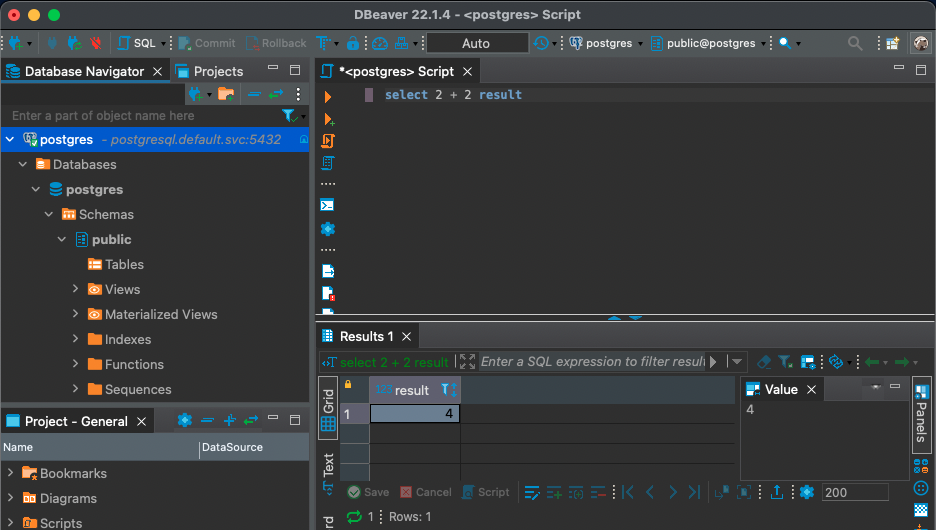 DBeaver 22.1.4 - <postgres> Script
SQL Commit Rollback T Auto postgres public@postgres
Database Navigator Projects
*<postgres> Script
Enter a part of object name here
postgres - postgresql.default.svc:5432
Databases
postgres
Schemas
public
Tables
Views
Materialized Views
Indexes
Functions
Sequences
select 2 + 2 result
Results 1
select 2 + 2 result Enter a SQL expression to filter result
Grid
Text
rd
123 result
1 4
Value
4
Panels
Save Cancel Script 200
1 Rows: 1
Project - General
Name DataSource
Bookmarks
Diagrams
Scripts